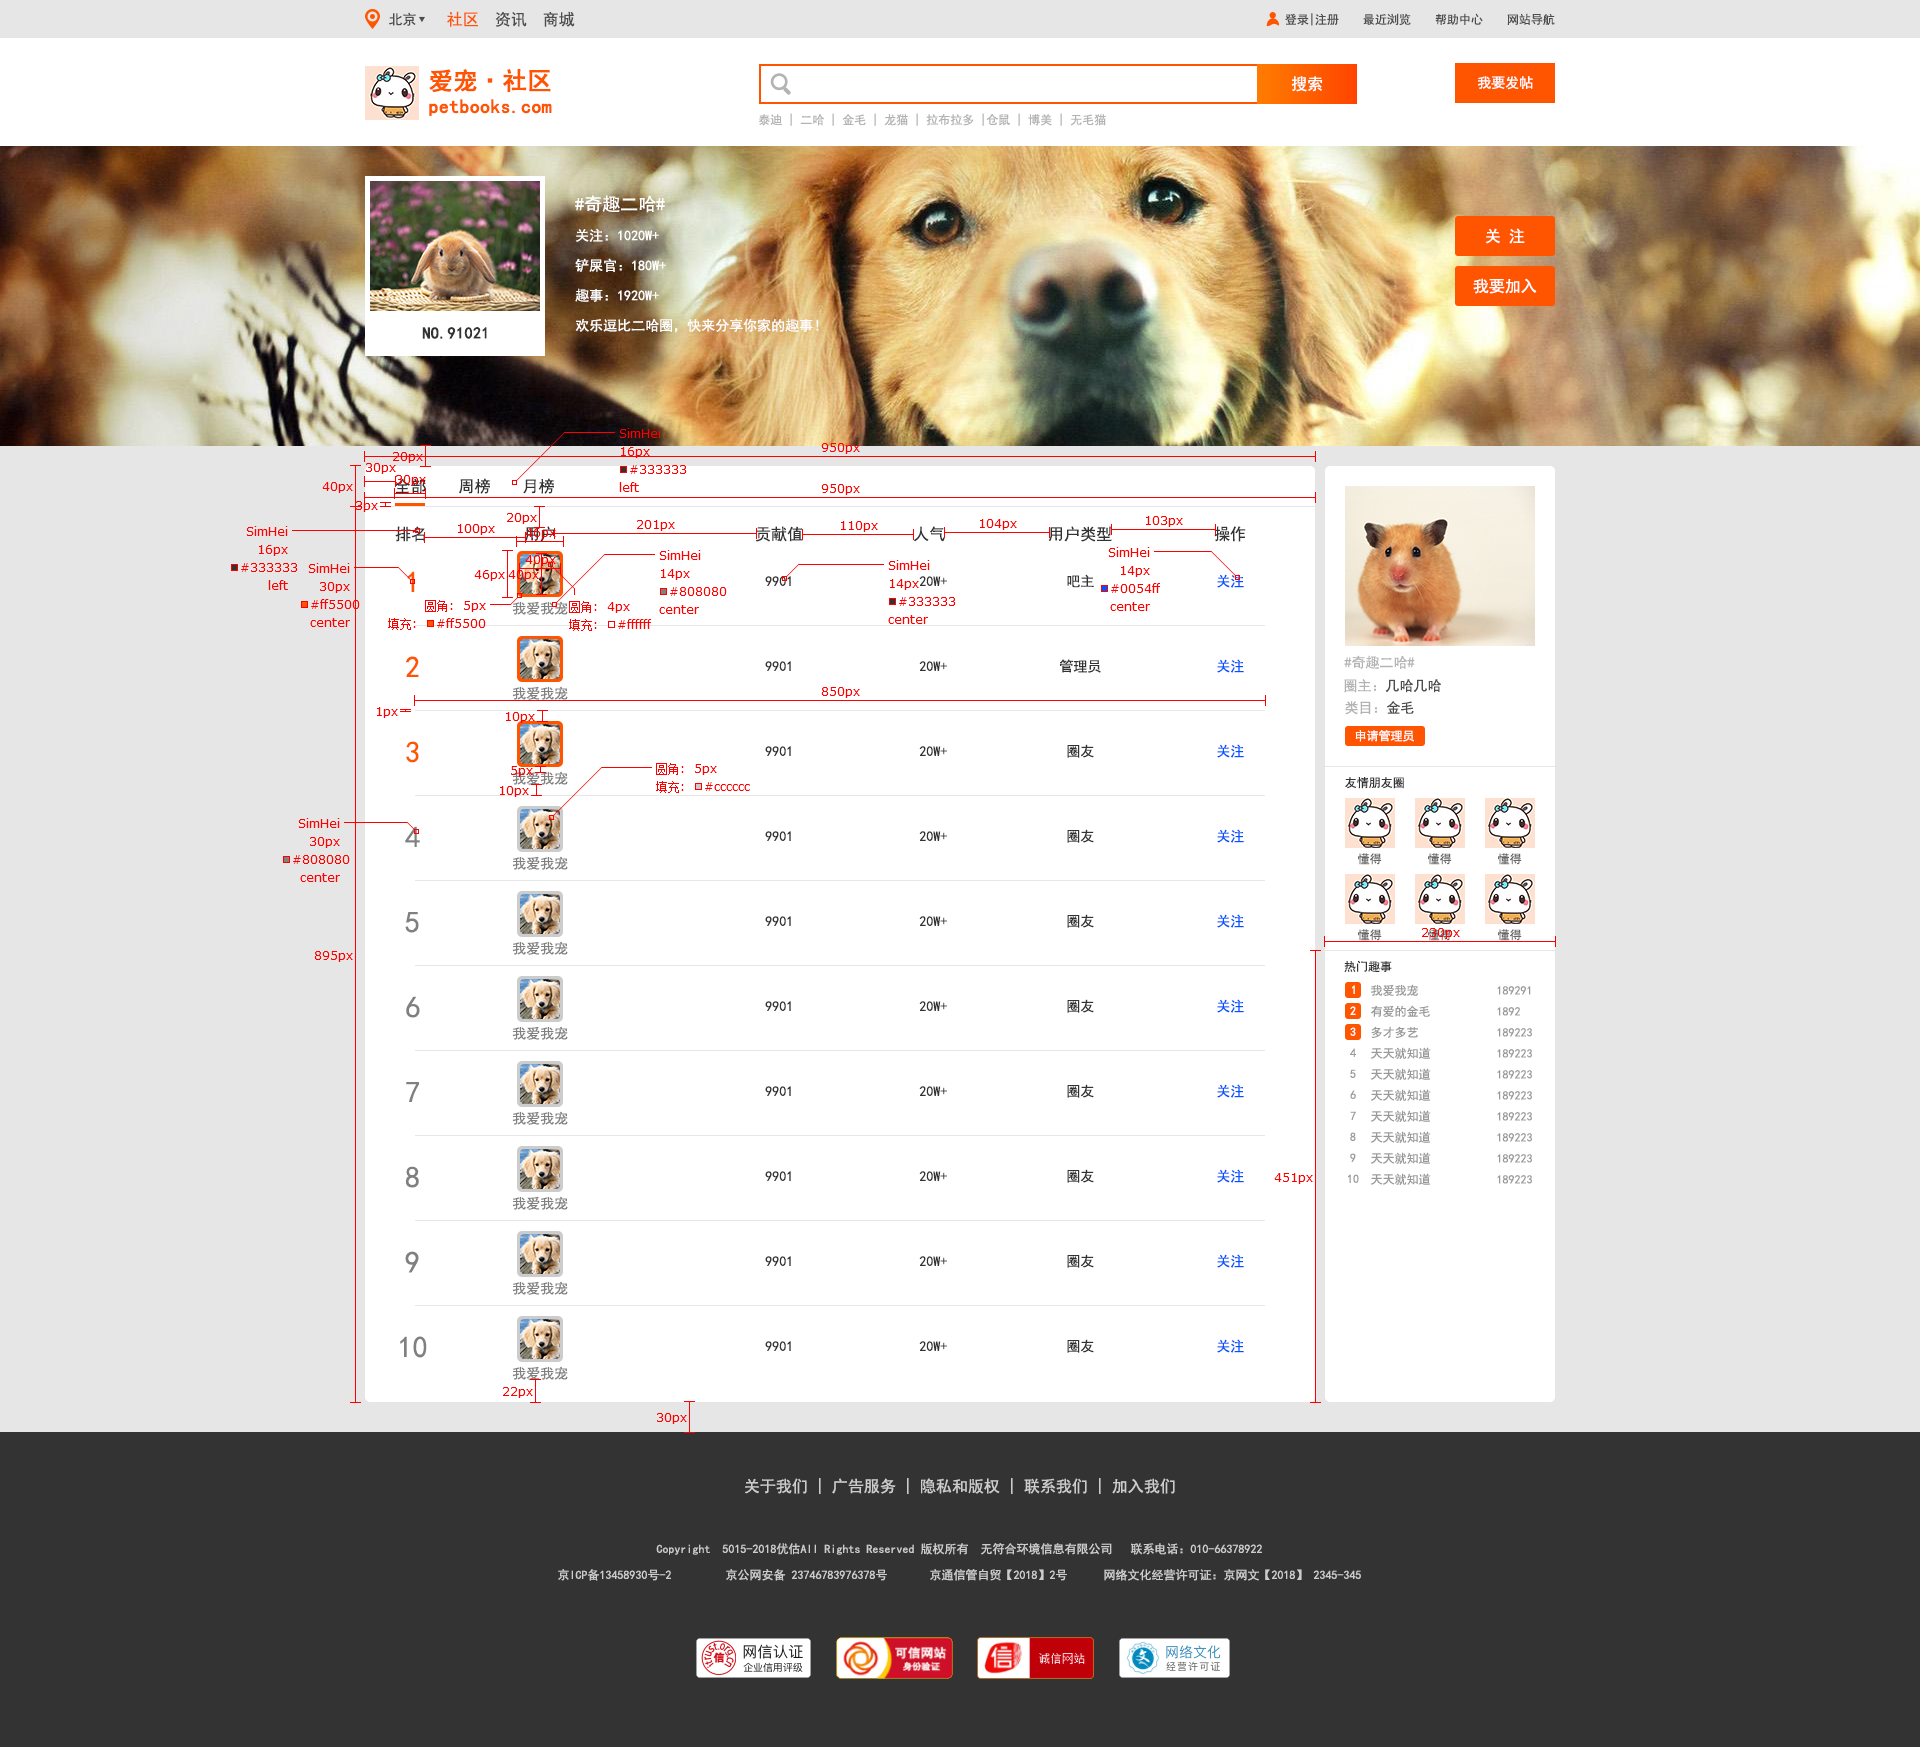 北京 社区 资讯 商城
登录|注册 最近浏览 帮助中心 网站导航
爱宠·社区
petbooks.com
搜索
我要发帖
泰迪 | 二哈 | 金毛 | 龙猫 | 拉布拉多 |仓鼠 | 博美 | 无毛猫
#奇趣二哈#
关注：1020W+
铲屎官：180W+
趣事：1920W+
欢乐逗比二哈圈，快来分享你家的趣事！
NO.91021
关 注
我要加入
SimHei
16px
#333333
left
950px
20px
30px
30px
40px
全部 周榜 月榜
950px
3px
20px
排名 用户 贡献值 人气 用户类型 操作
100px 201px 110px 104px 103px
SimHei
16px
#333333
left
SimHei
30px
#ff5500
center
46px
40px
46px 40px
圆角： 5px
填充： #ff5500
圆角： 4px
填充： #ffffff
SimHei
14px
#808080
center
SimHei
14px
#333333
center
SimHei
14px
#0054ff
center
1 我爱我宠 9901 20W+ 吧主 关注
2 我爱我宠 9901 20W+ 管理员 关注
850px
1px
10px
3 我爱我宠 9901 20W+ 圈友 关注
5px
10px
圆角： 5px
填充： #cccccc
SimHei
30px
#808080
center
4 我爱我宠 9901 20W+ 圈友 关注
5 我爱我宠 9901 20W+ 圈友 关注
895px
6 我爱我宠 9901 20W+ 圈友 关注
7 我爱我宠 9901 20W+ 圈友 关注
8 我爱我宠 9901 20W+ 圈友 关注
451px
9 我爱我宠 9901 20W+ 圈友 关注
10 我爱我宠 9901 20W+ 圈友 关注
22px
30px
#奇趣二哈#
圈主：几哈几哈
类目：金毛
申请管理员
友情朋友圈
懂得 懂得 懂得
懂得 懂得 懂得
230px
热门趣事
1 我爱我宠 189291
2 有爱的金毛 1892
3 多才多艺 189223
4 天天就知道 189223
5 天天就知道 189223
6 天天就知道 189223
7 天天就知道 189223
8 天天就知道 189223
9 天天就知道 189223
10 天天就知道 189223
关于我们 | 广告服务 | 隐私和版权 | 联系我们 | 加入我们
Copyright 5015-2018优估All Rights Reserved 版权所有 无符合环境信息有限公司 联系电话：010-66378922
京ICP备13458930号-2 京公网安备 23746783976378号 京通信管自贸【2018】2号 网络文化经营许可证：京网文【2018】 2345-345
网信认证
企业信用评级
信
可信网站
身份验证
信
诚信网站
网络文化
经营许可证